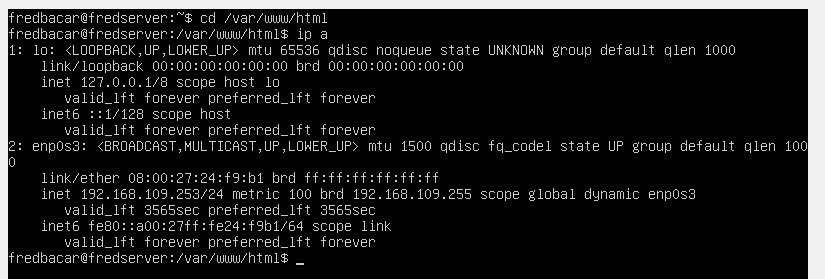 fredbacar@fredserver:~$ cd /var/www/html
fredbacar@fredserver:/var/www/html$ ip a
1: lo: <LOOPBACK,UP,LOWER_UP> mtu 65536 qdisc noqueue state UNKNOWN group default qlen 1000
    link/loopback 00:00:00:00:00:00 brd 00:00:00:00:00:00
    inet 127.0.0.1/8 scope host lo
       valid_lft forever preferred_lft forever
    inet6 ::1/128 scope host
       valid_lft forever preferred_lft forever
2: enp0s3: <BROADCAST,MULTICAST,UP,LOWER_UP> mtu 1500 qdisc fq_codel state UP group default qlen 100
0
    link/ether 08:00:27:24:f9:b1 brd ff:ff:ff:ff:ff:ff
    inet 192.168.109.253/24 metric 100 brd 192.168.109.255 scope global dynamic enp0s3
       valid_lft 3565sec preferred_lft 3565sec
    inet6 fe80::a00:27ff:fe24:f9b1/64 scope link
       valid_lft forever preferred_lft forever
fredbacar@fredserver:/var/www/html$ _